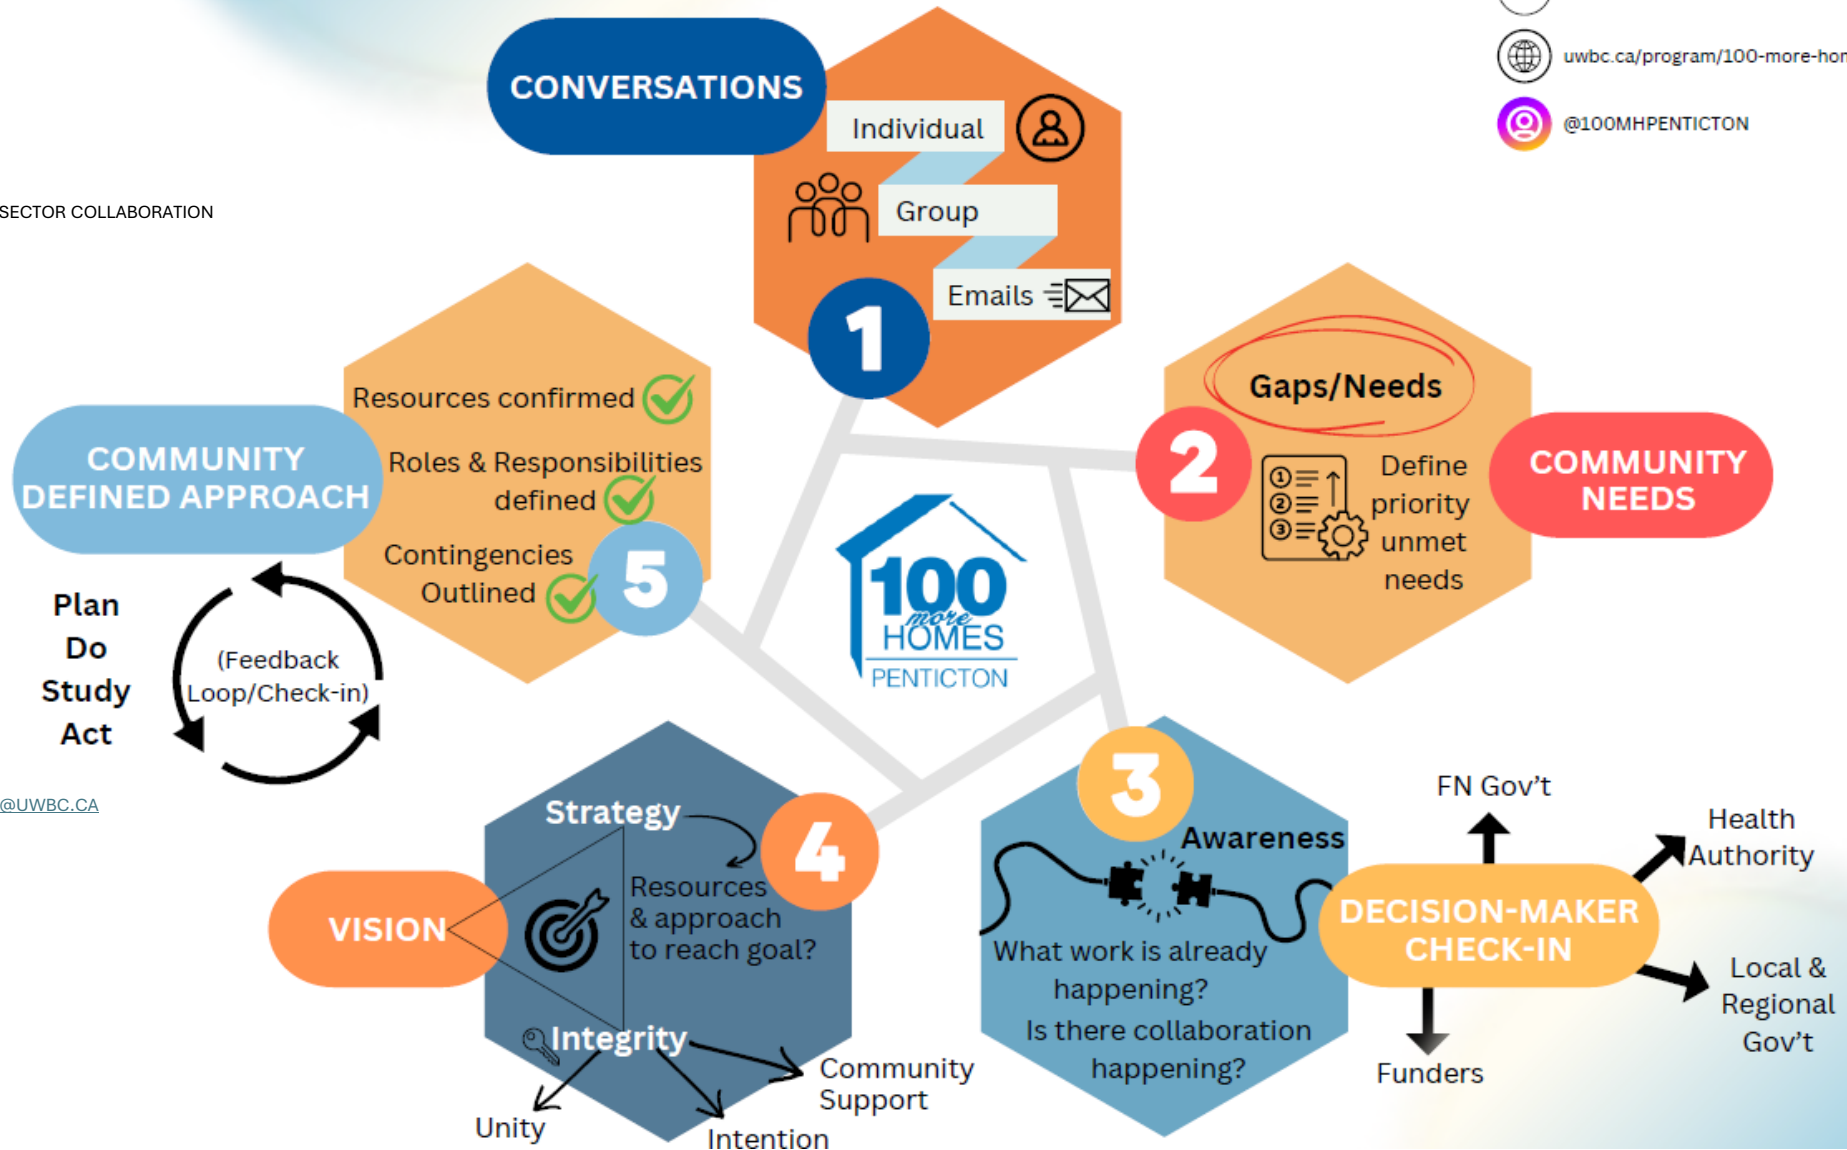 uwbc.ca/program/100-more-hom
@100MHPENTICTON
SECTOR COLLABORATION
CONVERSATIONS
Individual
Group
Emails
1
2
Gaps/Needs
1
2
3
Define
priority
unmet
needs
COMMUNITY
NEEDS
3
Awareness
What work is already
happening?
Is there collaboration
happening?
DECISION-MAKER
CHECK-IN
FN Gov't
Health
Authority
Local &
Regional
Gov't
Funders
4
VISION
Strategy
Resources
& approach
to reach goal?
Integrity
Unity
Intention
Community
Support
5
COMMUNITY
DEFINED APPROACH
Resources confirmed
Roles & Responsibilities
defined
Contingencies
Outlined
Plan
Do
Study
Act
(Feedback
Loop/Check-in)
@UWBC.CA
100
more
HOMES
PENTICTON